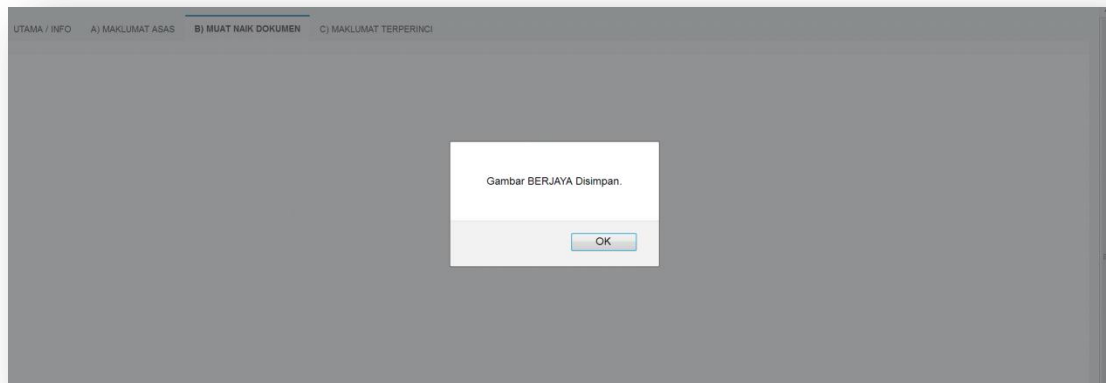 UTAMA / INFO A) MAKLUMAT ASAS B) MUAT NAIK DOKUMEN C) MAKLUMAT TERPERINCI
Gambar BERJAYA Disimpan.
OK